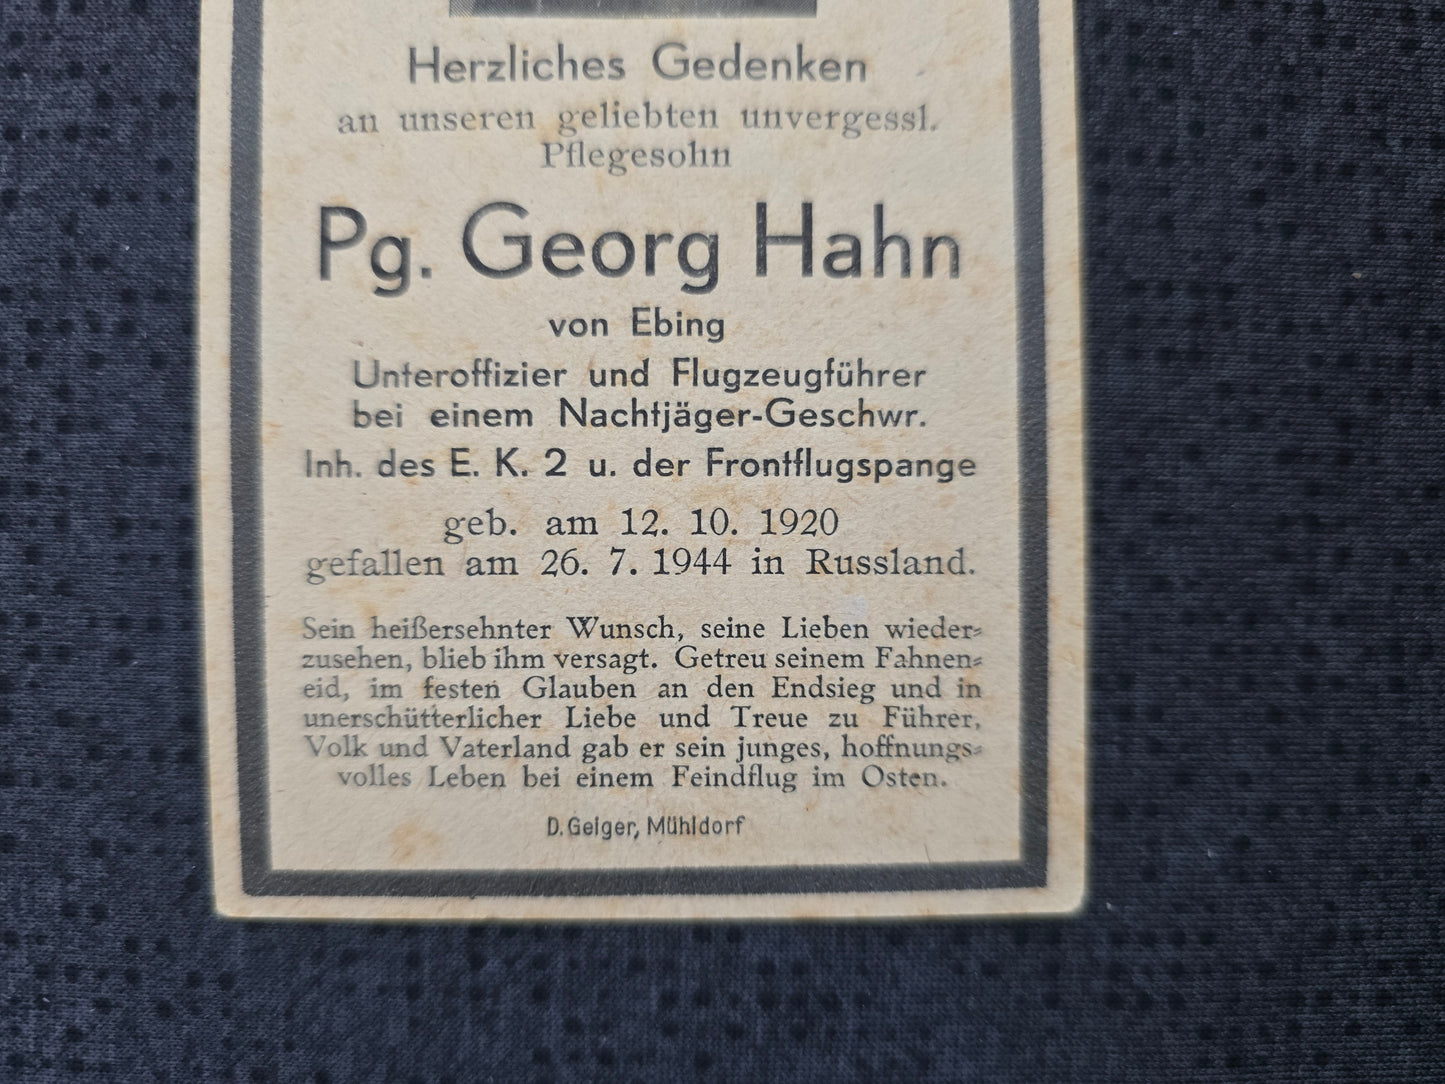 Herzliches Gedenken
an unseren geliebten unvergessl.
Pflegesohn
Pg. Georg Hahn
von Ebing
Unteroffizier und Flugzeugführer
bei einem Nachtjäger-Geschwr.
Inh. des E. K. 2 u. der Frontflugspange
geb. am 12. 10. 1920
gefallen am 26. 7. 1944 in Russland.
Sein heißersehnter Wunsch, seine Lieben wieder-
zusehen, blieb ihm versagt. Getreu seinem Fahnen-
eid, im festen Glauben an den Endsieg und in
unerschütterlicher Liebe und Treue zu Führer,
Volk und Vaterland gab er sein junges, hoffnungs-
volles Leben bei einem Feindflug im Osten.
D. Geiger, Mühldorf